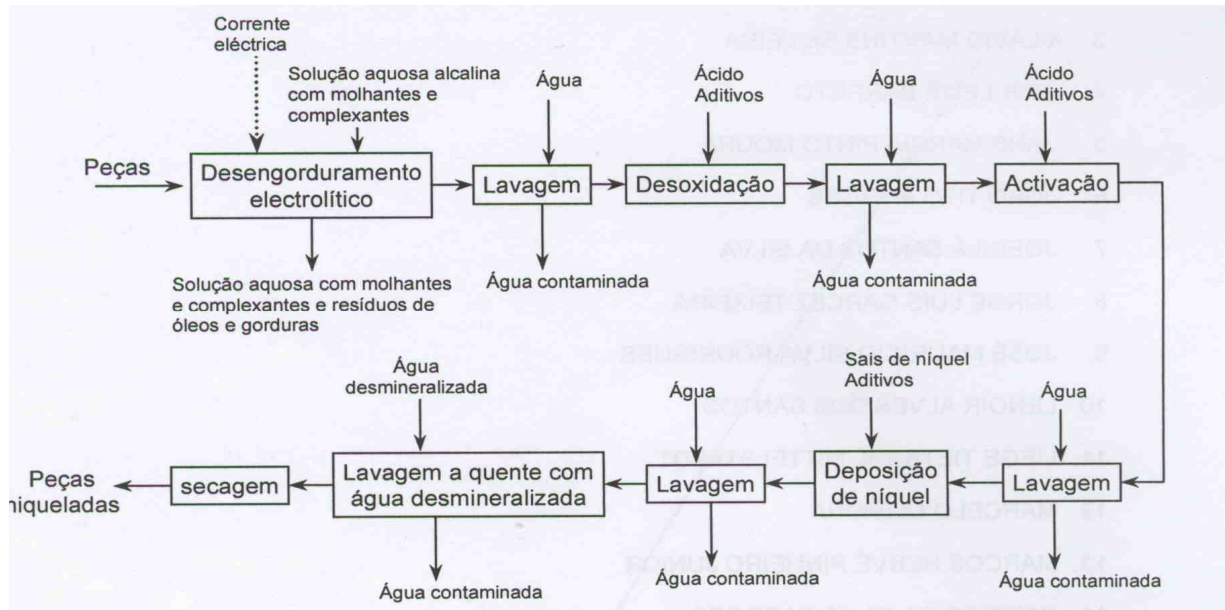 Corrente
eléctrica
Solução aquosa alcalina
com molhantes e
complexantes
Água
Ácido
Aditivos
Água
Ácido
Aditivos
Peças
Desengorduramento
electrolítico
Lavagem
Desoxidação
Lavagem
Activação
Solução aquosa com molhantes
e complexantes e resíduos de
óleos e gorduras
Água contaminada
Água contaminada
Água
desmineralizada
Água
Sais de níquel
Aditivos
Água
Peças
niqueladas
secagem
Lavagem a quente com
água desmineralizada
Lavagem
Deposição
de níquel
Lavagem
Água contaminada
Água contaminada
Água contaminada